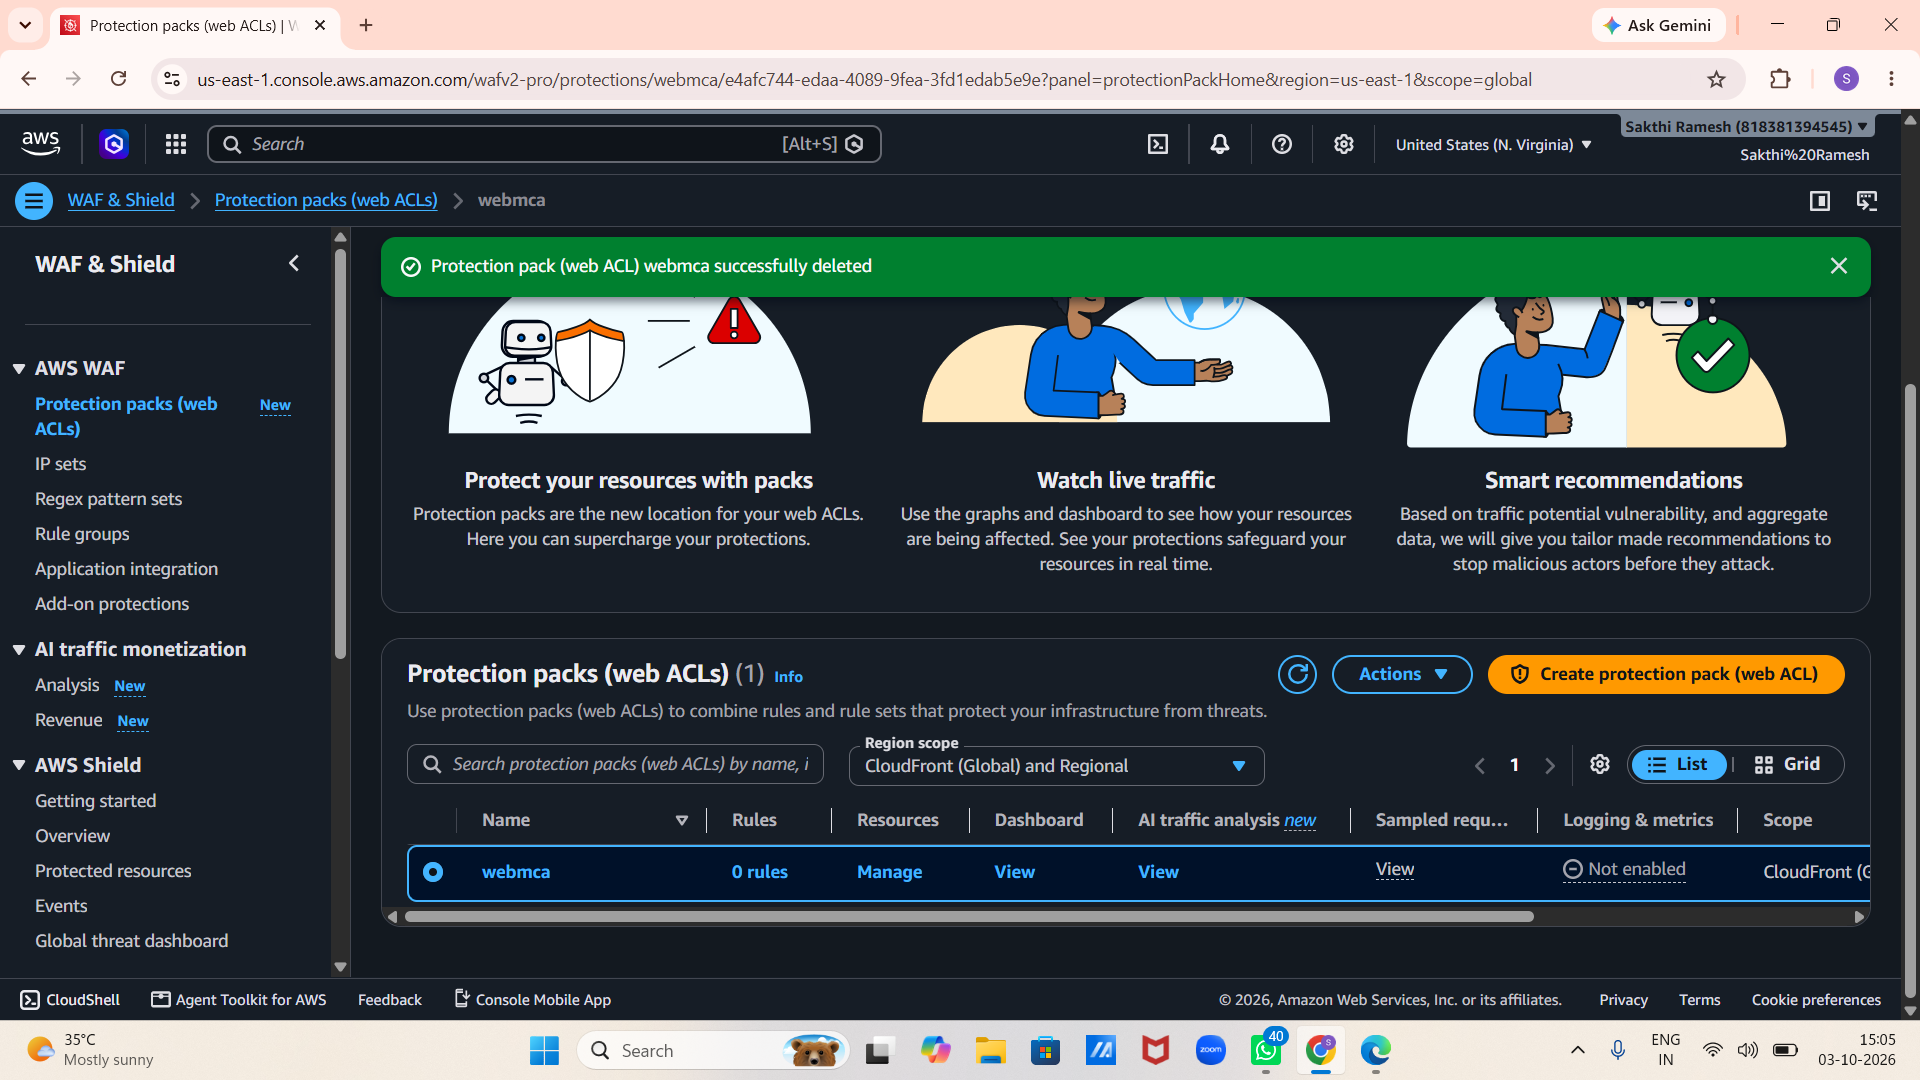 Protection packs (web ACLs) | W
Ask Gemini
us-east-1.console.aws.amazon.com/wafv2-pro/protections/webmca/e4afc744-edaa-4089-9fea-3fd1edab5e9e?panel=protectionPackHome&region=us-east-1&scope=global
S
aws
Search
[Alt+S]
United States (N. Virginia)
Sakthi Ramesh (818381394545)
Sakthi%20Ramesh
WAF & Shield
Protection packs (web ACLs)
webmca
WAF & Shield
AWS WAF
Protection packs (web ACLs) New
IP sets
Regex pattern sets
Rule groups
Application integration
Add-on protections
AI traffic monetization
Analysis New
Revenue New
AWS Shield
Getting started
Overview
Protected resources
Events
Global threat dashboard
Protection pack (web ACL) webmca successfully deleted
Protect your resources with packs
Protection packs are the new location for your web ACLs.
Here you can supercharge your protections.
Watch live traffic
Use the graphs and dashboard to see how your resources
are being affected. See your protections safeguard your
resources in real time.
Smart recommendations
Based on traffic potential vulnerability, and aggregate
data, we will give you tailor made recommendations to
stop malicious actors before they attack.
Protection packs (web ACLs) (1) Info
Actions
Create protection pack (web ACL)
Use protection packs (web ACLs) to combine rules and rule sets that protect your infrastructure from threats.
Search protection packs (web ACLs) by name, i
Region scope
CloudFront (Global) and Regional
1
List
Grid
Name Rules Resources Dashboard AI traffic analysis new Sampled requ... Logging & metrics Scope
webmca 0 rules Manage View View View Not enabled CloudFront (G
CloudShell
Agent Toolkit for AWS
Feedback
Console Mobile App
© 2026, Amazon Web Services, Inc. or its affiliates.
Privacy
Terms
Cookie preferences
35°C
Mostly sunny
Search
zoom
40
S
ENG
IN
15:05
03-10-2026